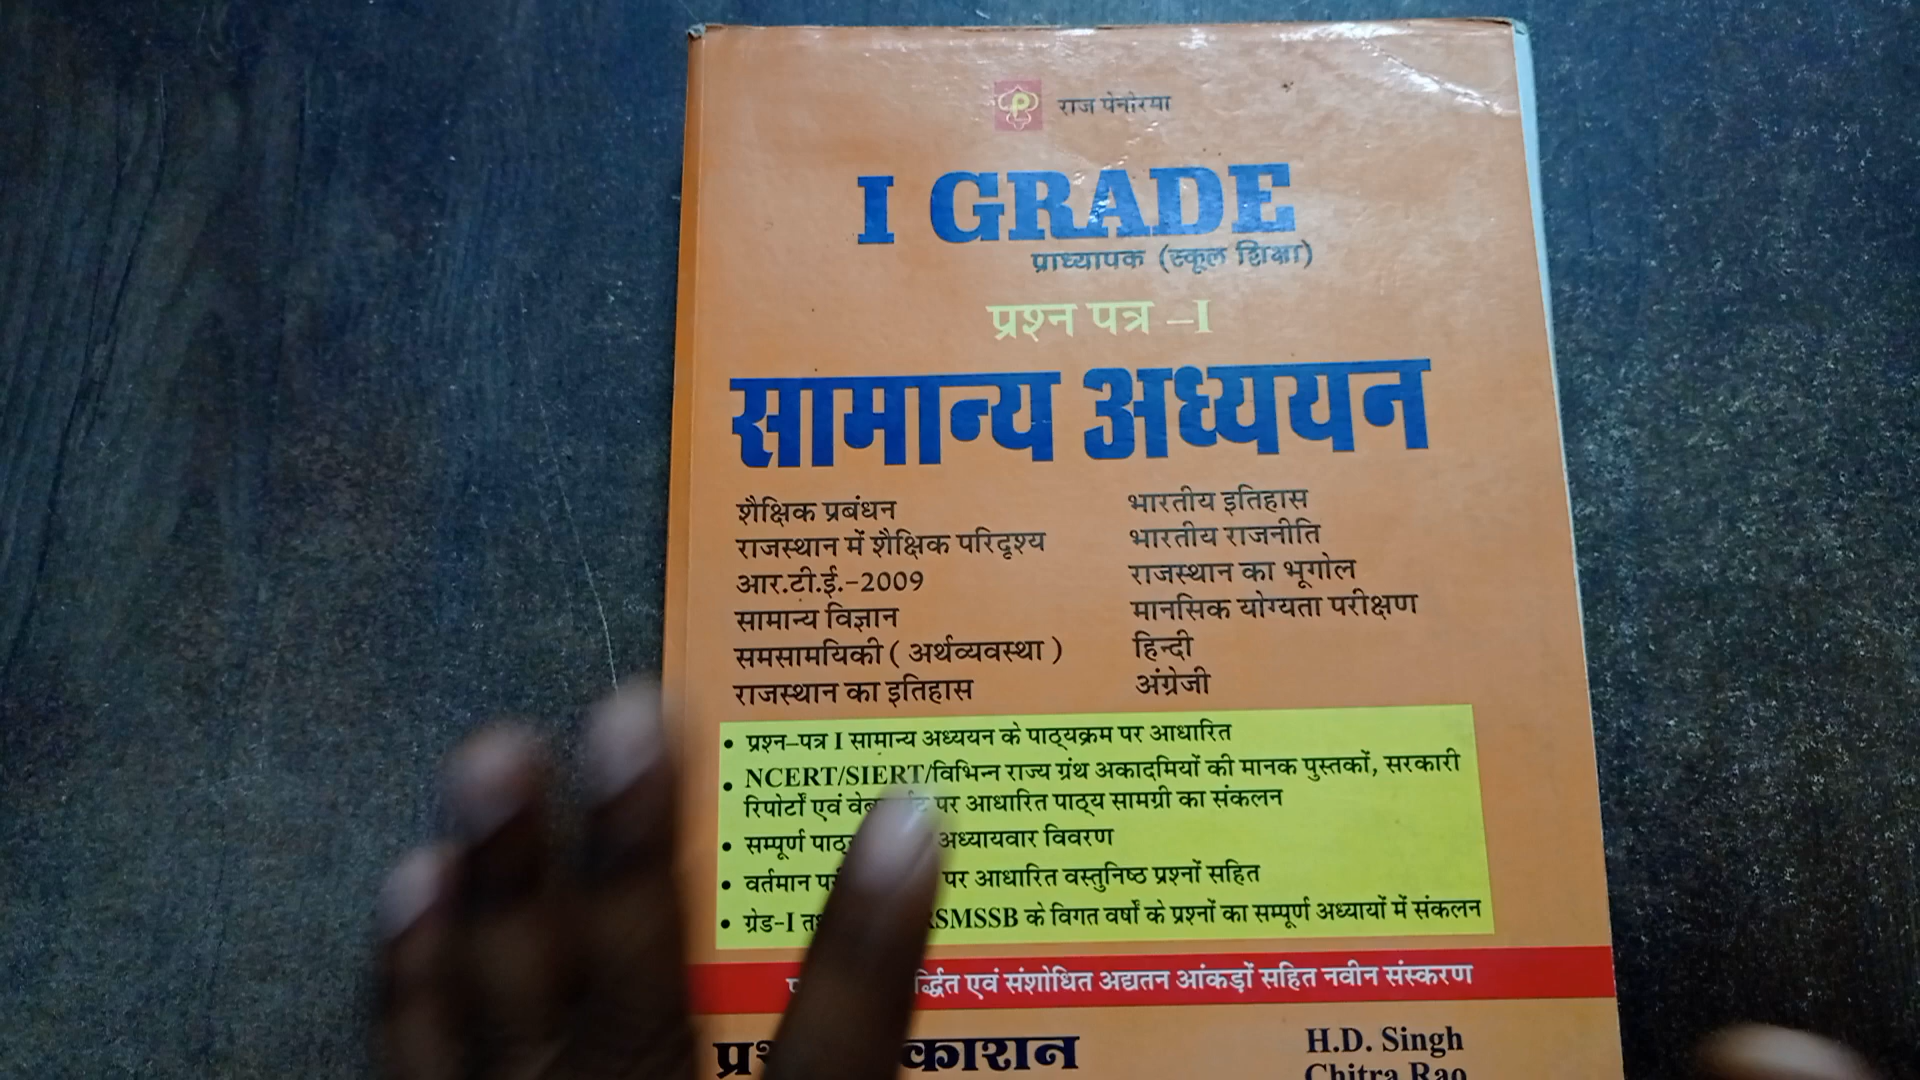 राज पेनोरमा
I GRADE
प्राध्यापक (स्कूल शिक्षा)
प्रश्न पत्र –I
सामान्य अध्ययन
शैक्षिक प्रबंधन
राजस्थान में शैक्षिक परिदृश्य
आर.टी.ई.-2009
सामान्य विज्ञान
समसामयिकी ( अर्थव्यवस्था )
राजस्थान का इतिहास
भारतीय इतिहास
भारतीय राजनीति
राजस्थान का भूगोल
मानसिक योग्यता परीक्षण
हिन्दी
अंग्रेजी
• प्रश्न–पत्र I सामान्य अध्ययन के पाठ्यक्रम पर आधारित
• NCERT/SIERT/विभिन्न राज्य ग्रंथ अकादमियों की मानक पुस्तकों, सरकारी
रिपोर्टों एवं पर आधारित पाठ्य सामग्री का संकलन
• सम्पूर्ण अध्यायवार विवरण
• वर्तमान पर आधारित वस्तुनिष्ठ प्रश्नों सहित
• ग्रेड-I RSMSSB के विगत वर्षों के प्रश्नों का सम्पूर्ण अध्यायों में संकलन
एवं संशोधित अद्यतन आंकड़ों सहित नवीन संस्करण
H.D. Singh
Chitra Rao